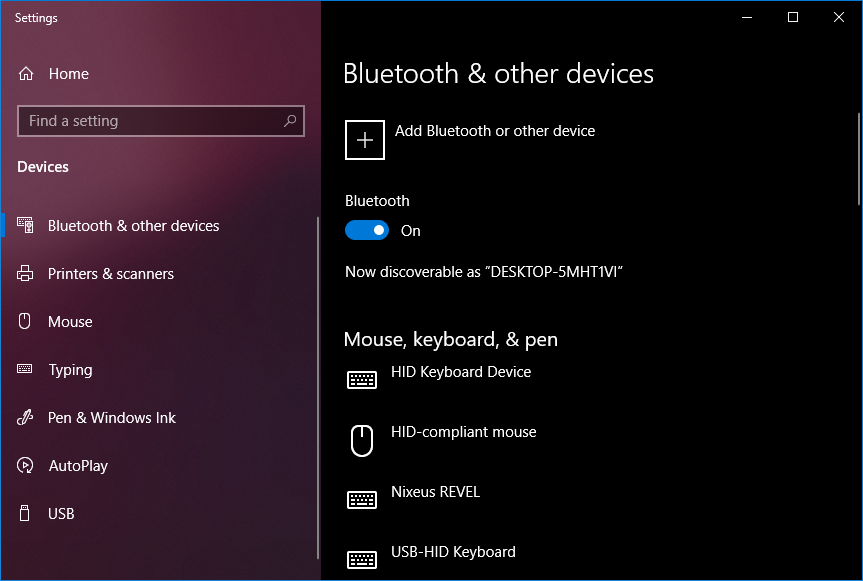 Settings
Home
Find a setting
Devices
Bluetooth & other devices
Printers & scanners
Mouse
Typing
Pen & Windows Ink
AutoPlay
USB
Bluetooth & other devices
Add Bluetooth or other device
Bluetooth
On
Now discoverable as “DESKTOP-5MHT1VI”
Mouse, keyboard, & pen
HID Keyboard Device
HID-compliant mouse
Nixeus REVEL
USB-HID Keyboard